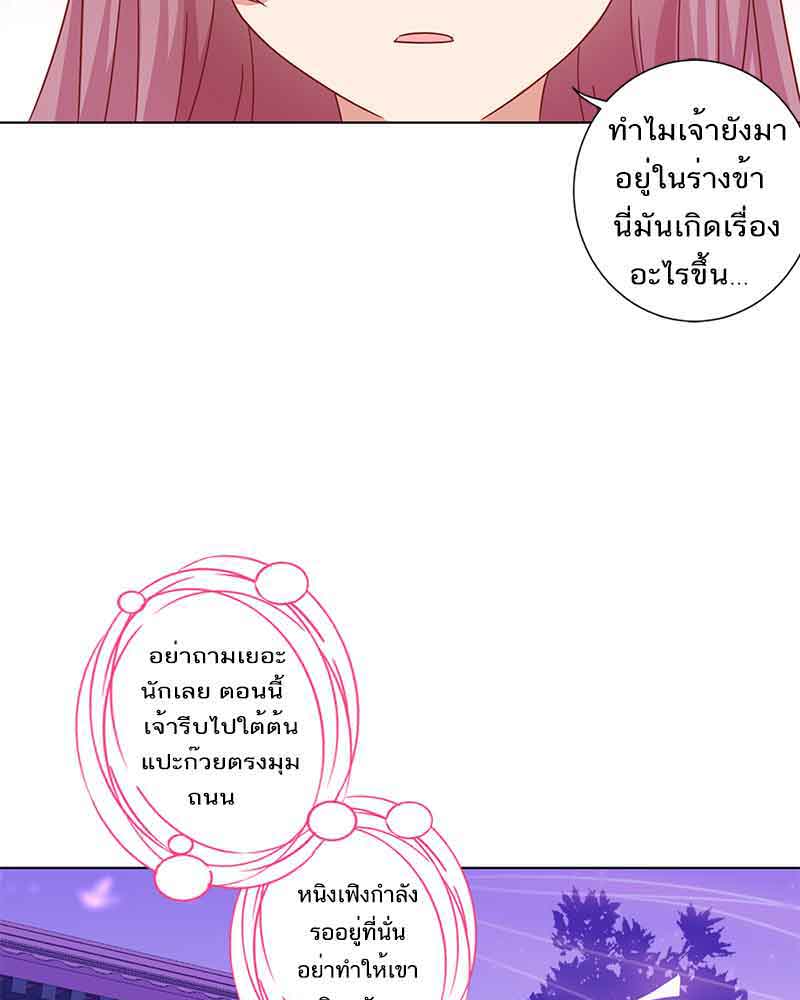 ทำไมเจ้ายังมา
อยู่ในร่างข้า
นี่มันเกิดเรื่อง
อะไรขึ้น...
อย่าถามเยอะ
นักเลย ตอนนี้
เจ้ารีบไปใต้ต้น
แปะก๊วยตรงมุม
ถนน
หนิงเฟิงกำลัง
รออยู่ที่นั่น
อย่าทำให้เขา